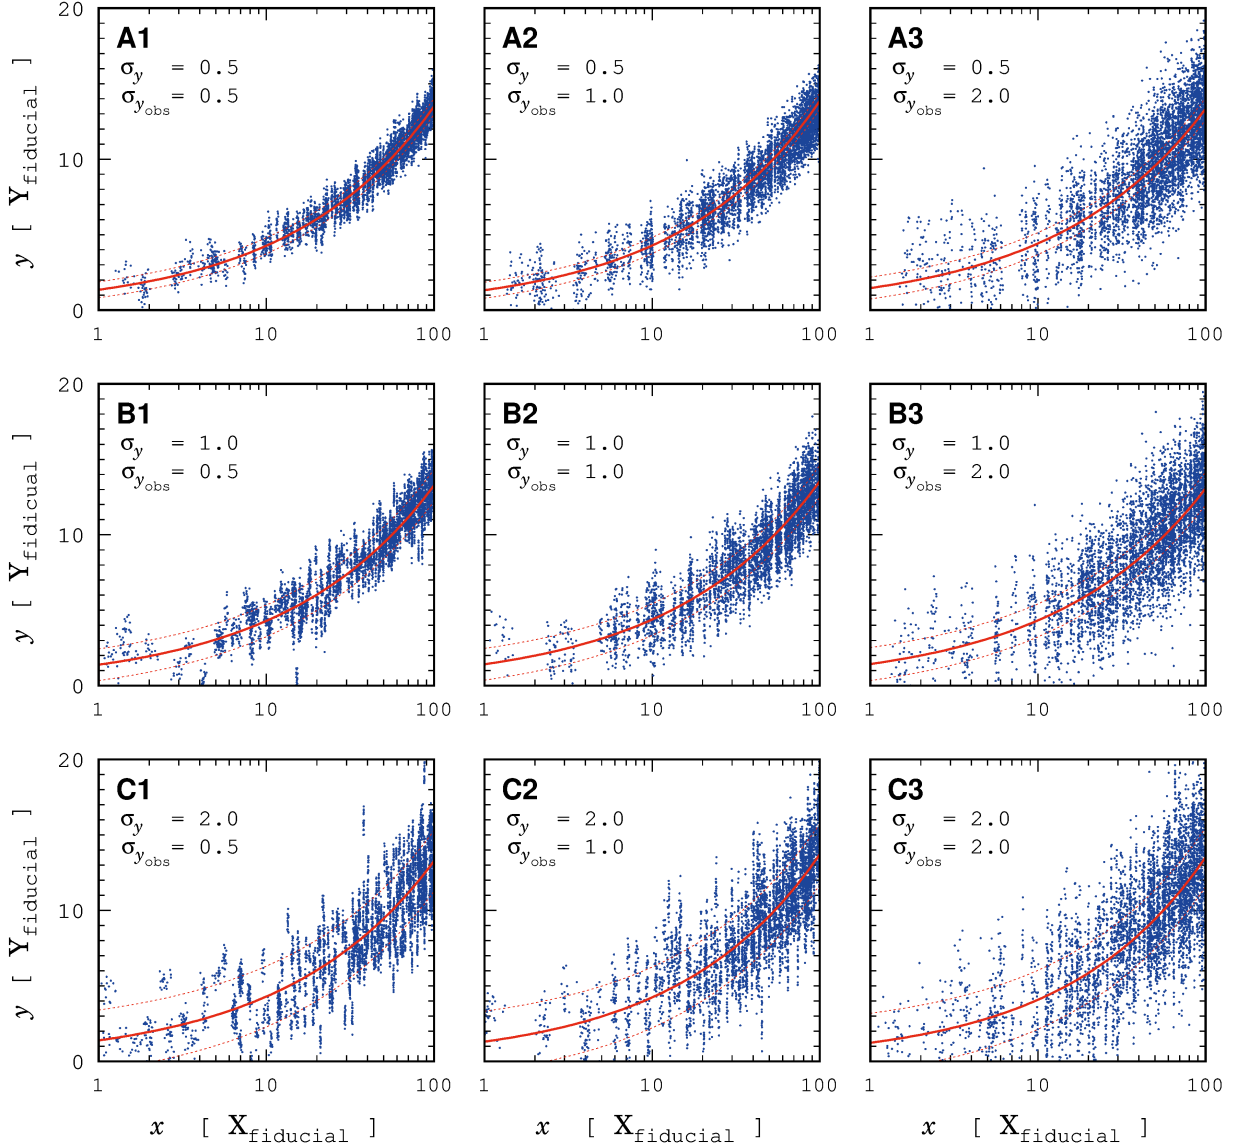 20
A1 A2 A3
σy = 0.5 σy = 0.5 σy = 0.5
σyobs = 0.5 σyobs = 1.0 σyobs = 2.0
y [ Yfiducial ]
10
0
1 10 100 1 10 100 1 10 100
20
B1 B2 B3
σy = 1.0 σy = 1.0 σy = 1.0
σyobs = 0.5 σyobs = 1.0 σyobs = 2.0
y [ Yfidicual ]
10
0
1 10 100 1 10 100 1 10 100
20
C1 C2 C3
σy = 2.0 σy = 2.0 σy = 2.0
σyobs = 0.5 σyobs = 1.0 σyobs = 2.0
y [ Yfiducial ]
10
0
1 10 100 1 10 100 1 10 100
x [ Xfiducial ] x [ Xfiducial ] x [ Xfiducial ]